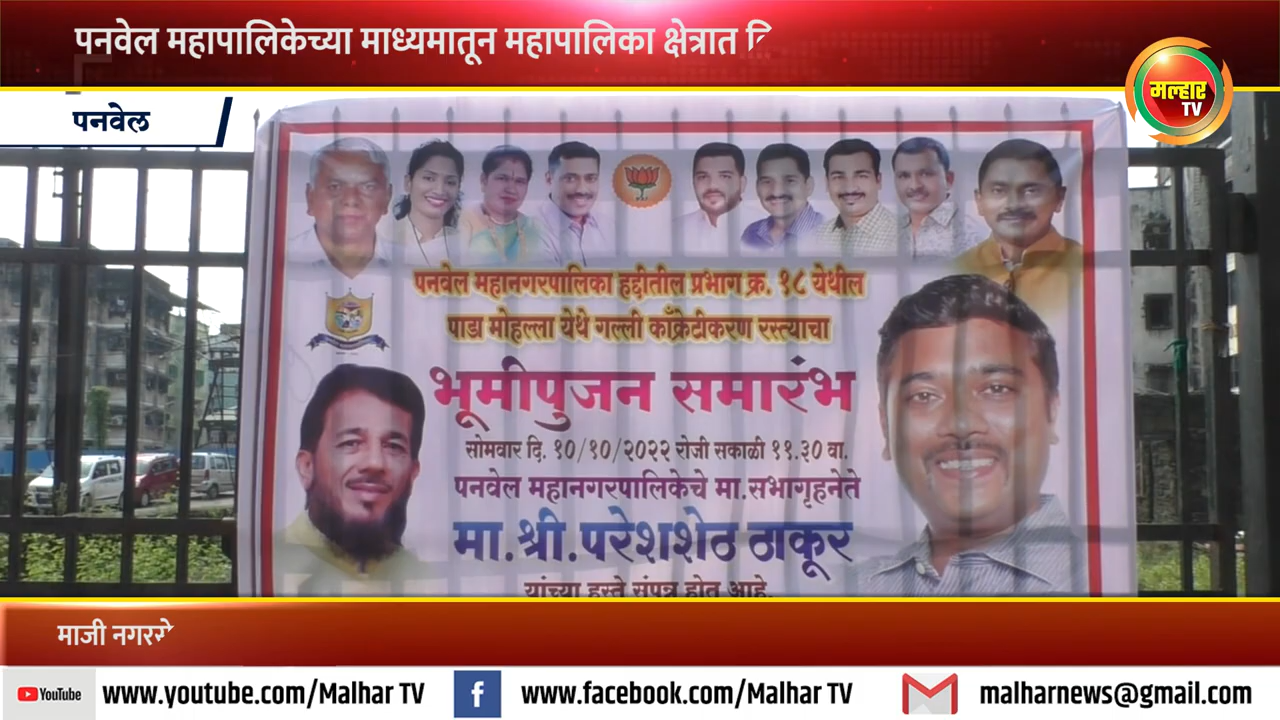 पनवेल महापालिकेच्या माध्यमातून महापालिका क्षेत्रात
मल्हार
TV
पनवेल
पनवेल महानगरपालिका हद्दीतील प्रभाग क्र. १८ येथील
पाडा मोहल्ला येथे गल्ली काँक्रेटीकरण रस्त्याचा
भूमीपुजन समारंभ
सोमवार दि. १०/१०/२०२२ रोजी सकाळी ११.३० वा.
पनवेल महानगरपालिकेचे मा.सभागृहनेते
मा.श्री.परेशशेठ ठाकूर
यांच्या हस्ते संपन्न होत आहे.
माजी
YouTube www.youtube.com/Malhar TV
f www.facebook.com/Malhar TV
malharnews@gmail.com